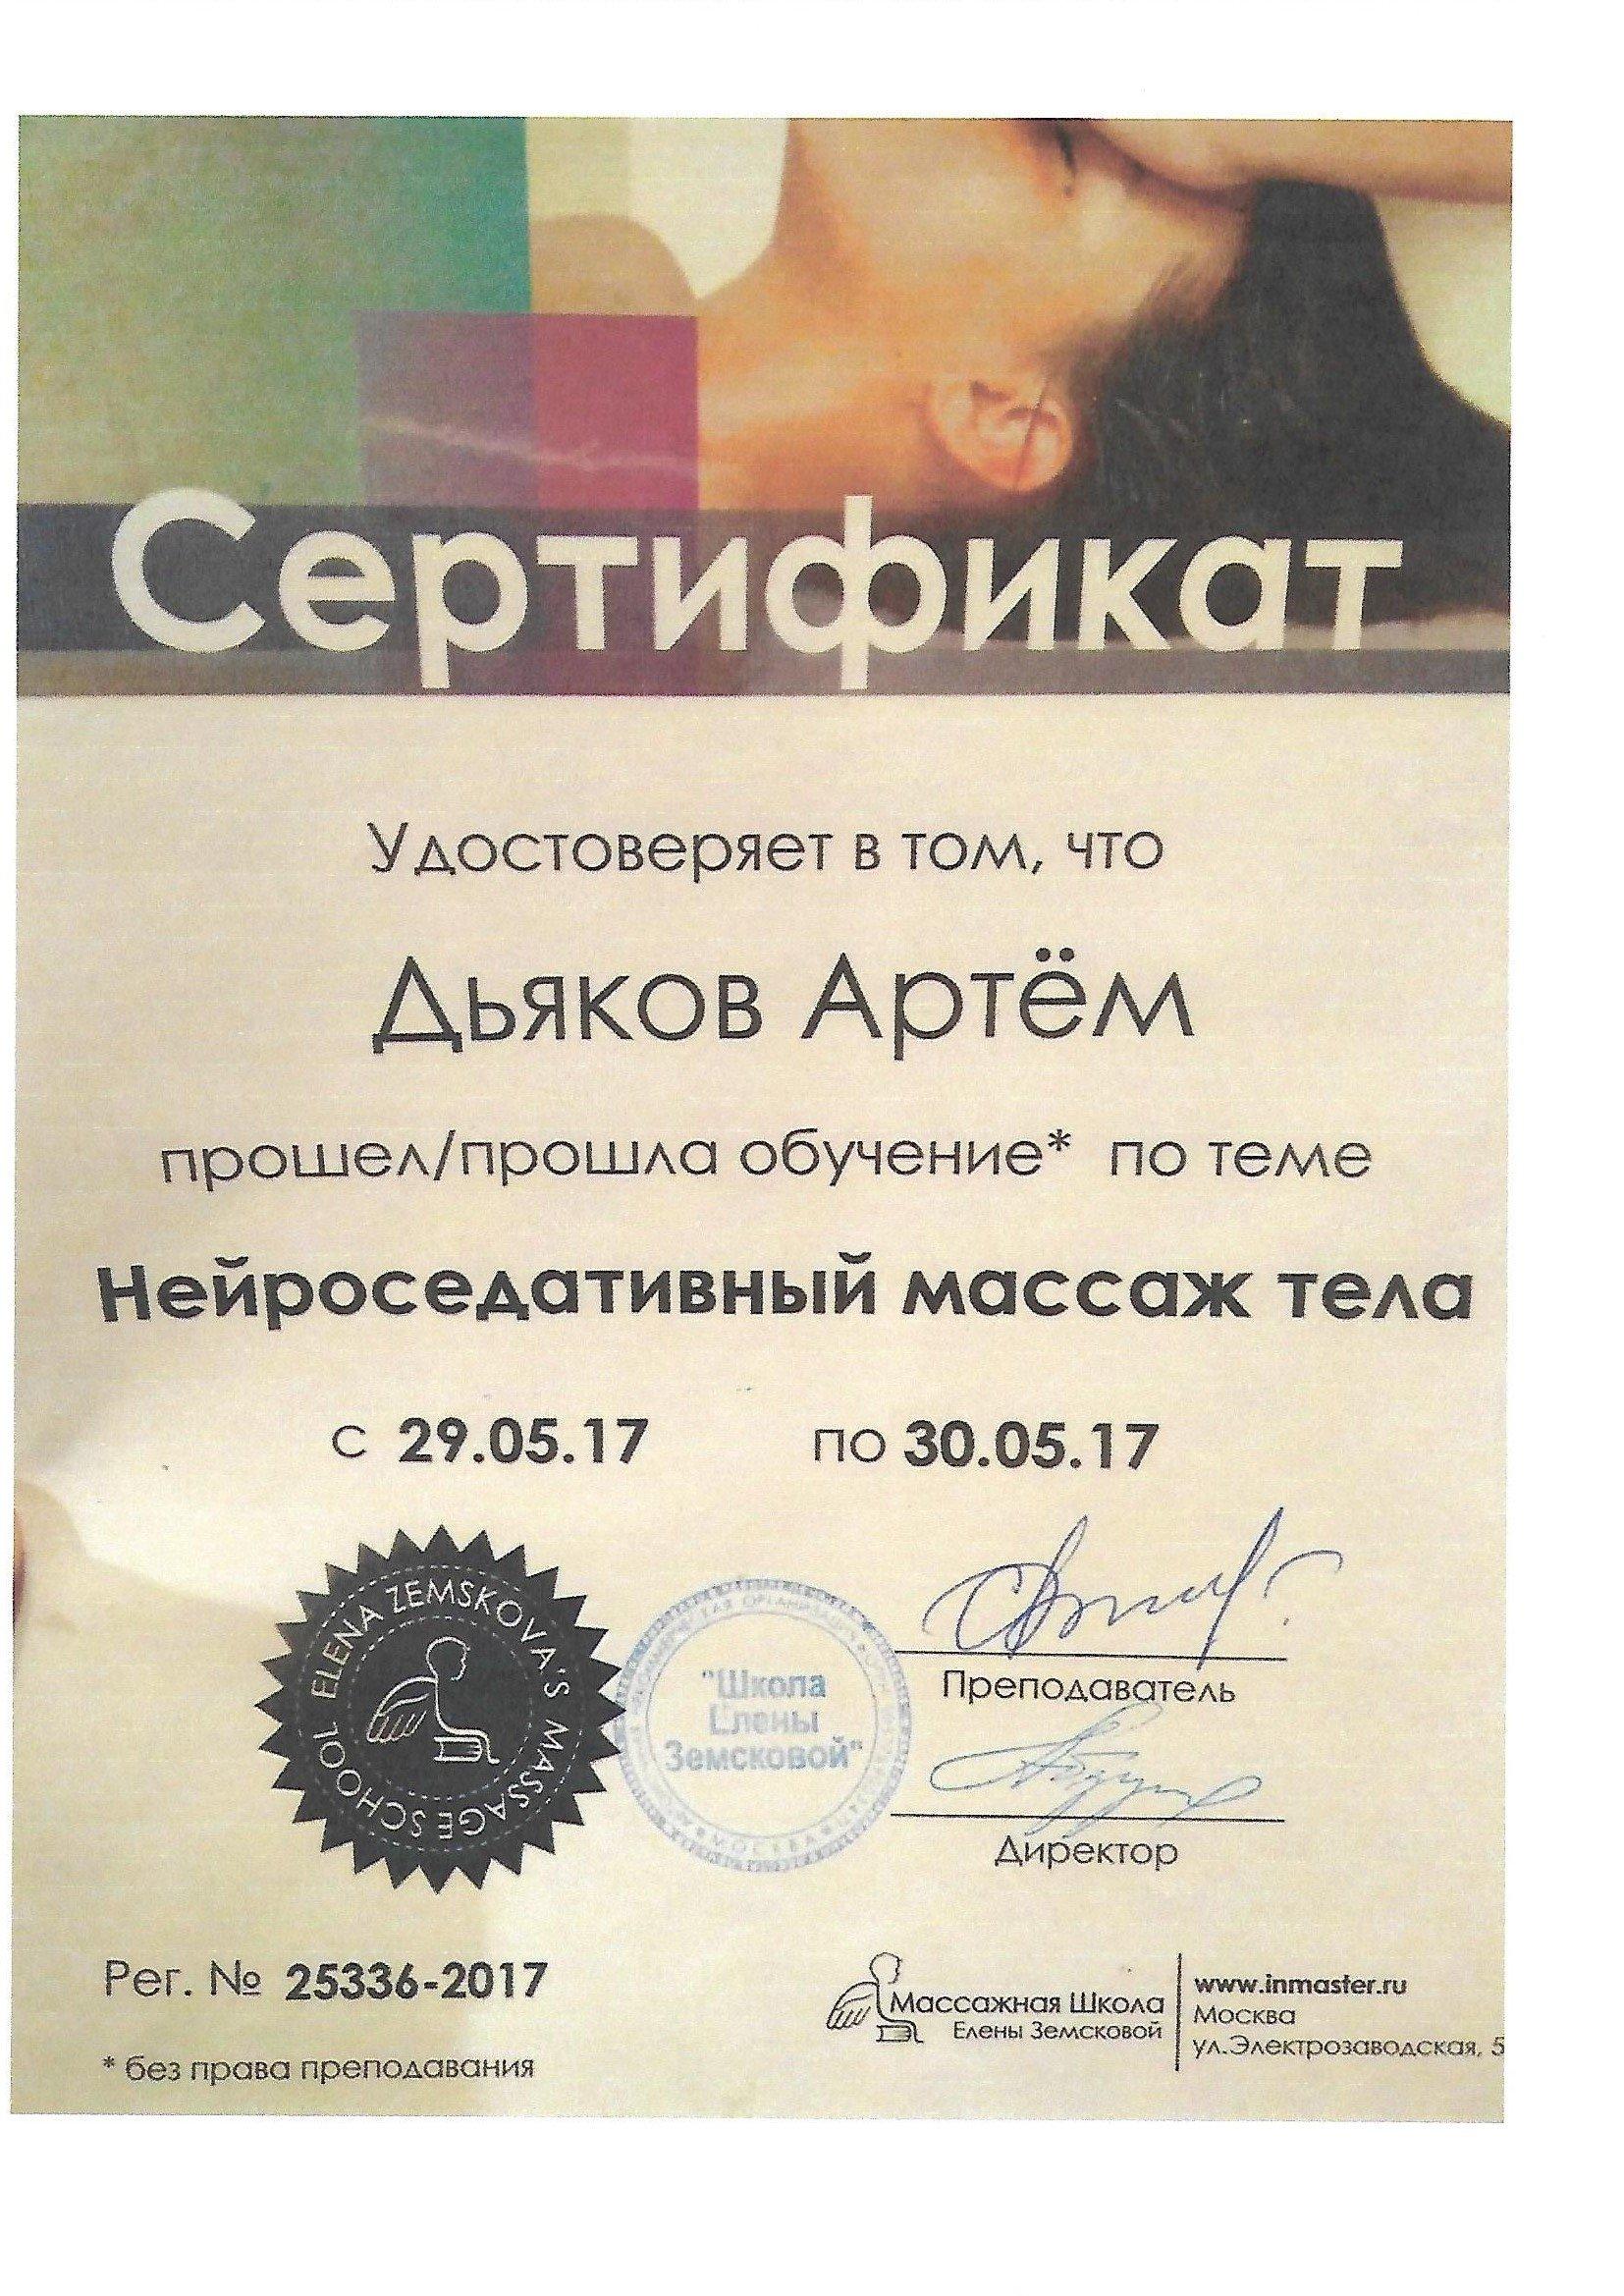 Сертификат
Удостоверяет в том, что
Дьяков Артём
прошел/прошла обучение* по теме
Нейроседативный массаж тела
с 29.05.17 по 30.05.17
ELENA ZEMSKOVA'S MASSAGE SCHOOL
"Школа
Елены
Земсковой"
МОСКВА
Преподаватель
Директор
Рег. № 25336-2017
* без права преподавания
Массажная Школа
Елены Земсковой
www.inmaster.ru
Москва
ул.Электрозаводская, 5